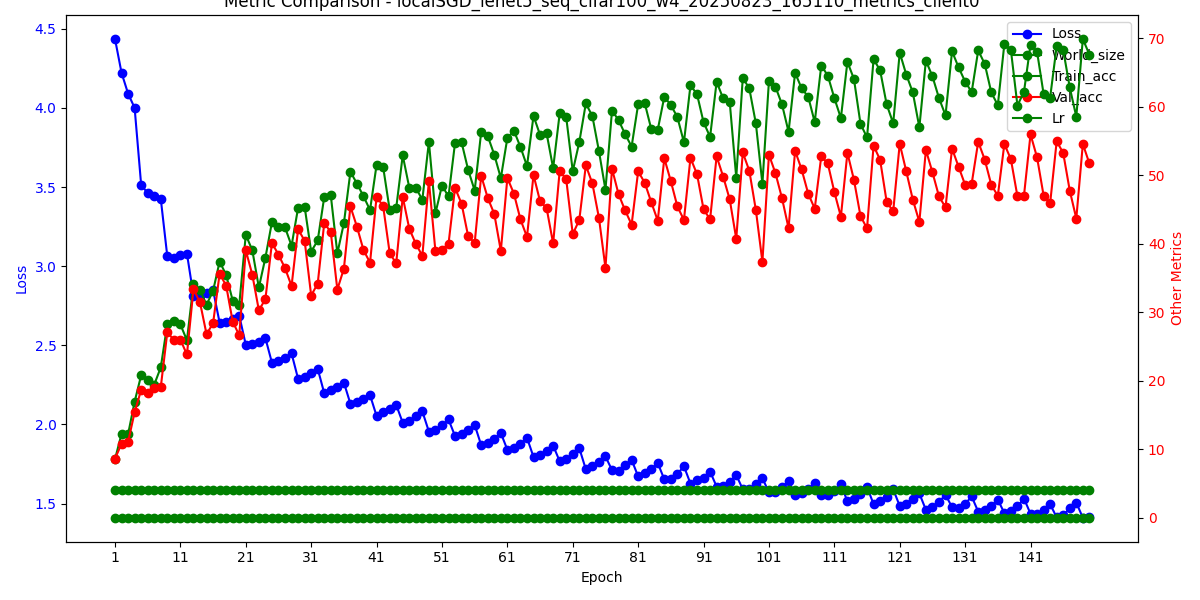 Metric Comparison - localSGD_lenet5_seq_cifar100_w4_20250823_165110_metrics_client0
4.5
4.0
3.5
3.0
2.5
2.0
1.5
Loss
70
60
50
40
30
20
10
0
Other Metrics
Loss
World_size
Train_acc
Val_acc
Lr
1 11 21 31 41 51 61 71 81 91 101 111 121 131 141
Epoch